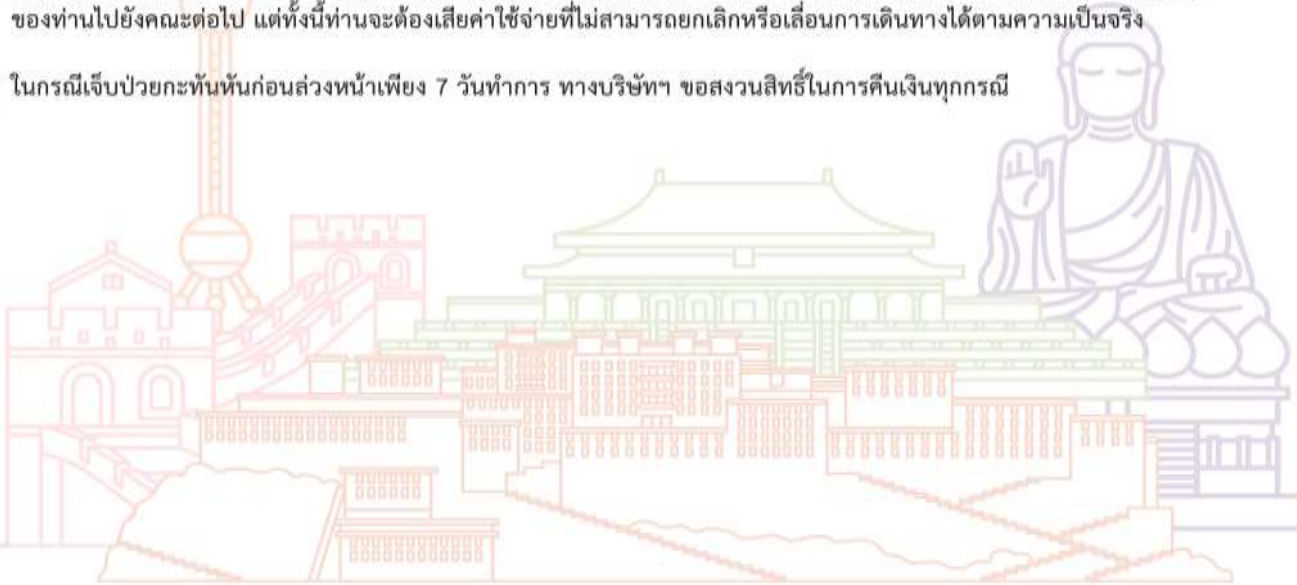 ของท่านไปยังคณะต่อไป แต่ทั้งนี้ท่านจะต้องเสียค่าใช้จ่ายที่ไม่สามารถยกเลิกหรือเลื่อนการเดินทางได้ตามความเป็นจริง
ในกรณีเจ็บป่วยกะทันหันก่อนล่วงหน้าเพียง 7 วันทำการ ทางบริษัทฯ ขอสงวนสิทธิ์ในการคืนเงินทุกกรณี